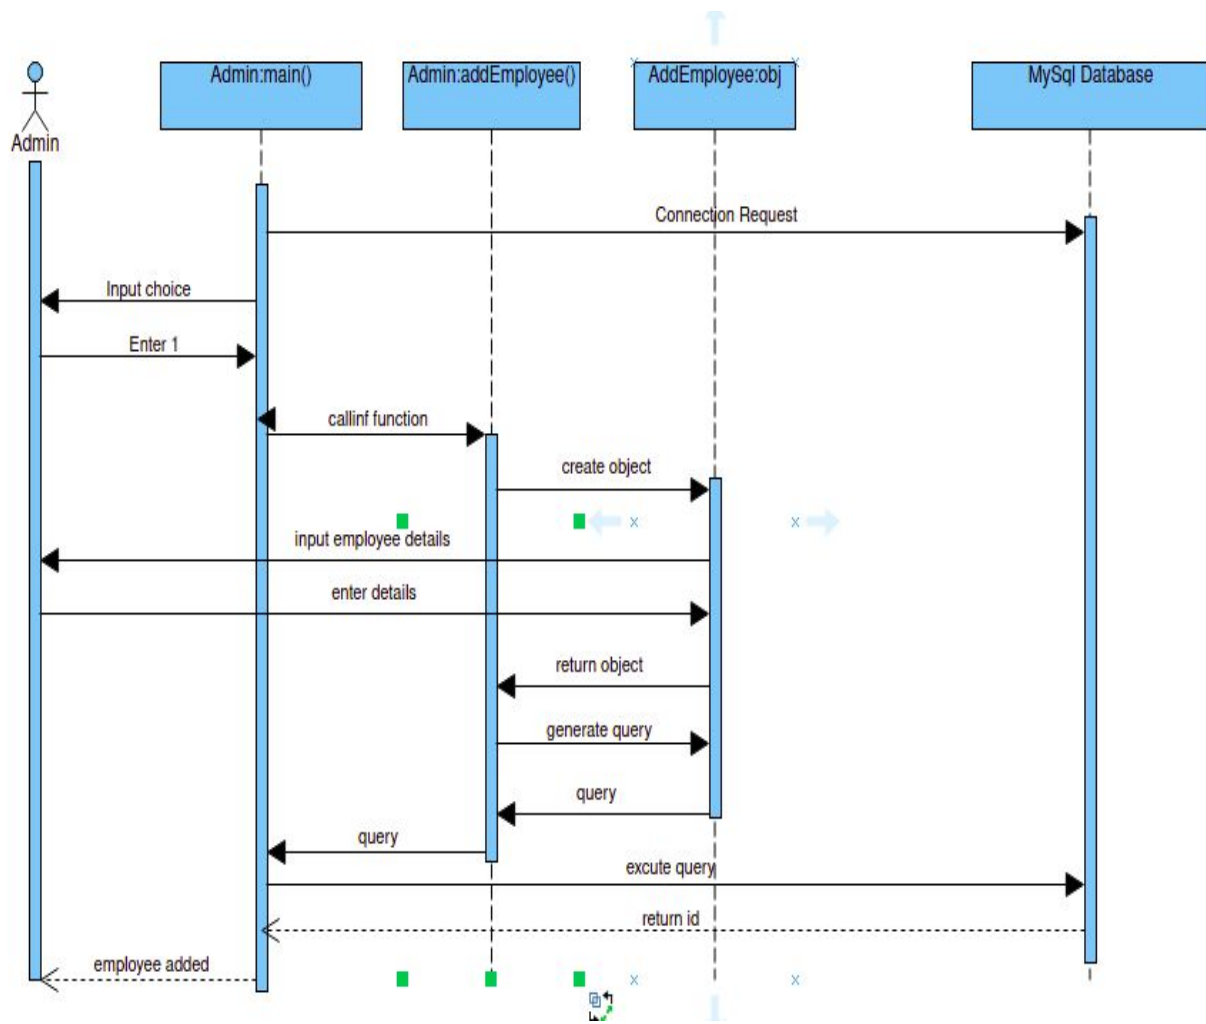 Admin:main()
Admin:addEmployee()
AddEmployee:obj
MySql Database
Admin
Connection Request
Input choice
Enter 1
callinf function
create object
input employee details
enter details
return object
generate query
query
query
excute query
return id
employee added